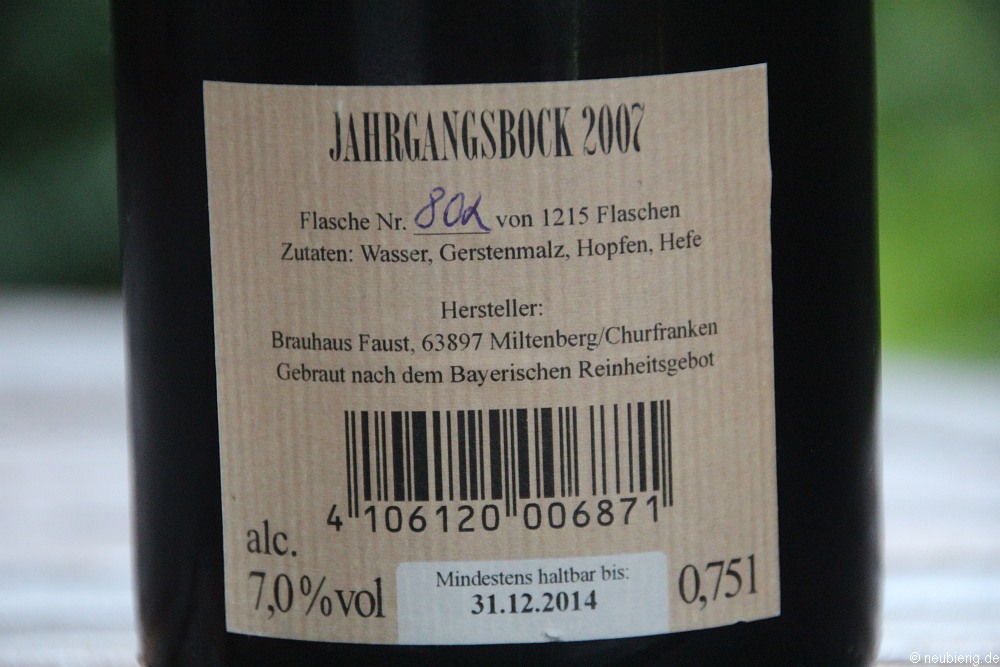 JAHRGANGSBOCK 2007
Flasche Nr. 802 von 1215 Flaschen
Zutaten: Wasser, Gerstenmalz, Hopfen, Hefe
Hersteller:
Brauhaus Faust, 63897 Miltenberg/Churfranken
Gebraut nach dem Bayerischen Reinheitsgebot
4 106120 006871
alc.
7,0%vol
Mindestens haltbar bis:
31.12.2014
0,75l
© neubierig.de